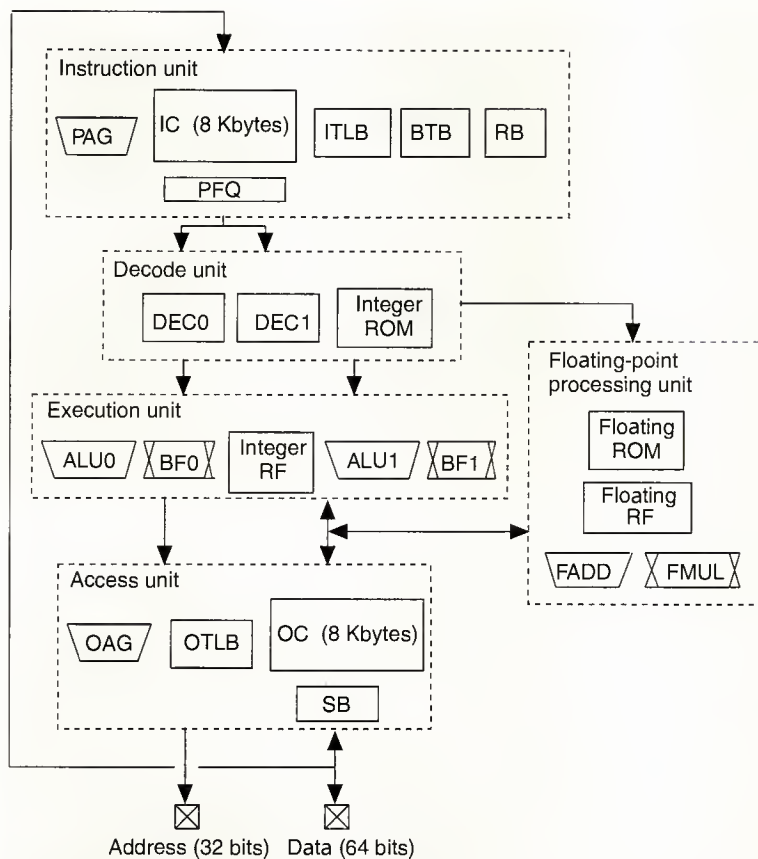 Instruction unit
PAG
IC (8 Kbytes)
ITLB
BTB
RB
PFQ
Decode unit
DEC0
DEC1
Integer
ROM
Floating-point
processing unit
Execution unit
ALU0
BF0
Integer
RF
ALU1
BF1
Floating
ROM
Floating
RF
FADD
FMUL
Access unit
OAG
OTLB
OC (8 Kbytes)
SB
Address (32 bits)
Data (64 bits)